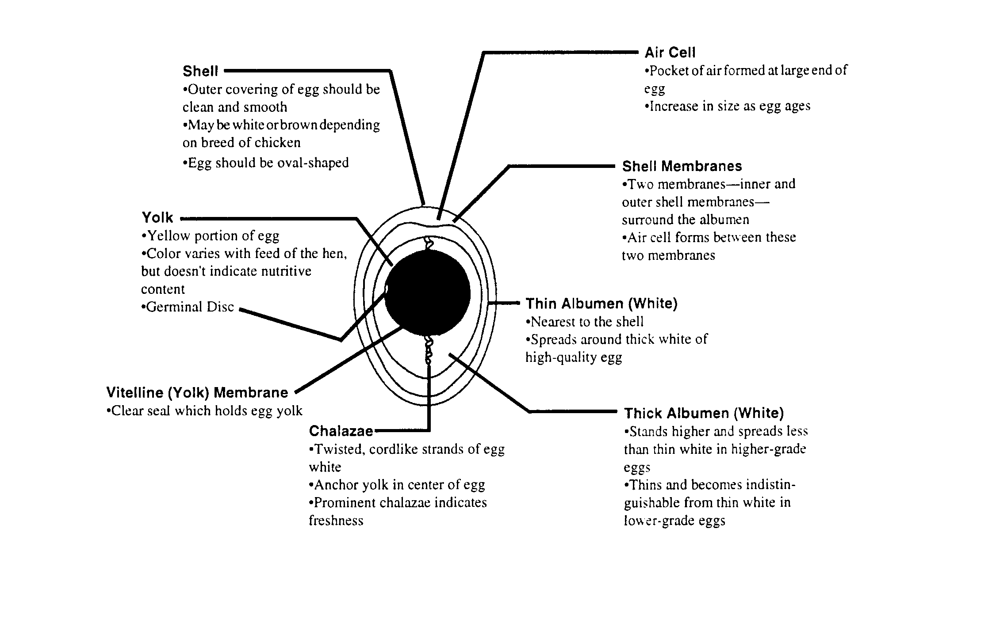 Air Cell
•Pocket of air formed at large end of
egg
•Increase in size as egg ages
Shell
•Outer covering of egg should be
clean and smooth
•May be white or brown depending
on breed of chicken
•Egg should be oval-shaped
Shell Membranes
•Two membranes—inner and
outer shell membranes—
surround the albumen
•Air cell forms between these
two membranes
Yolk
•Yellow portion of egg
•Color varies with feed of the hen,
but doesn't indicate nutritive
content
•Germinal Disc
Thin Albumen (White)
•Nearest to the shell
•Spreads around thick white of
high-quality egg
Vitelline (Yolk) Membrane
•Clear seal which holds egg yolk
Thick Albumen (White)
•Stands higher and spreads less
than thin white in higher-grade
eggs
•Thins and becomes indistin-
guishable from thin white in
lower-grade eggs
Chalazae
•Twisted, cordlike strands of egg
white
•Anchor yolk in center of egg
•Prominent chalazae indicates
freshness